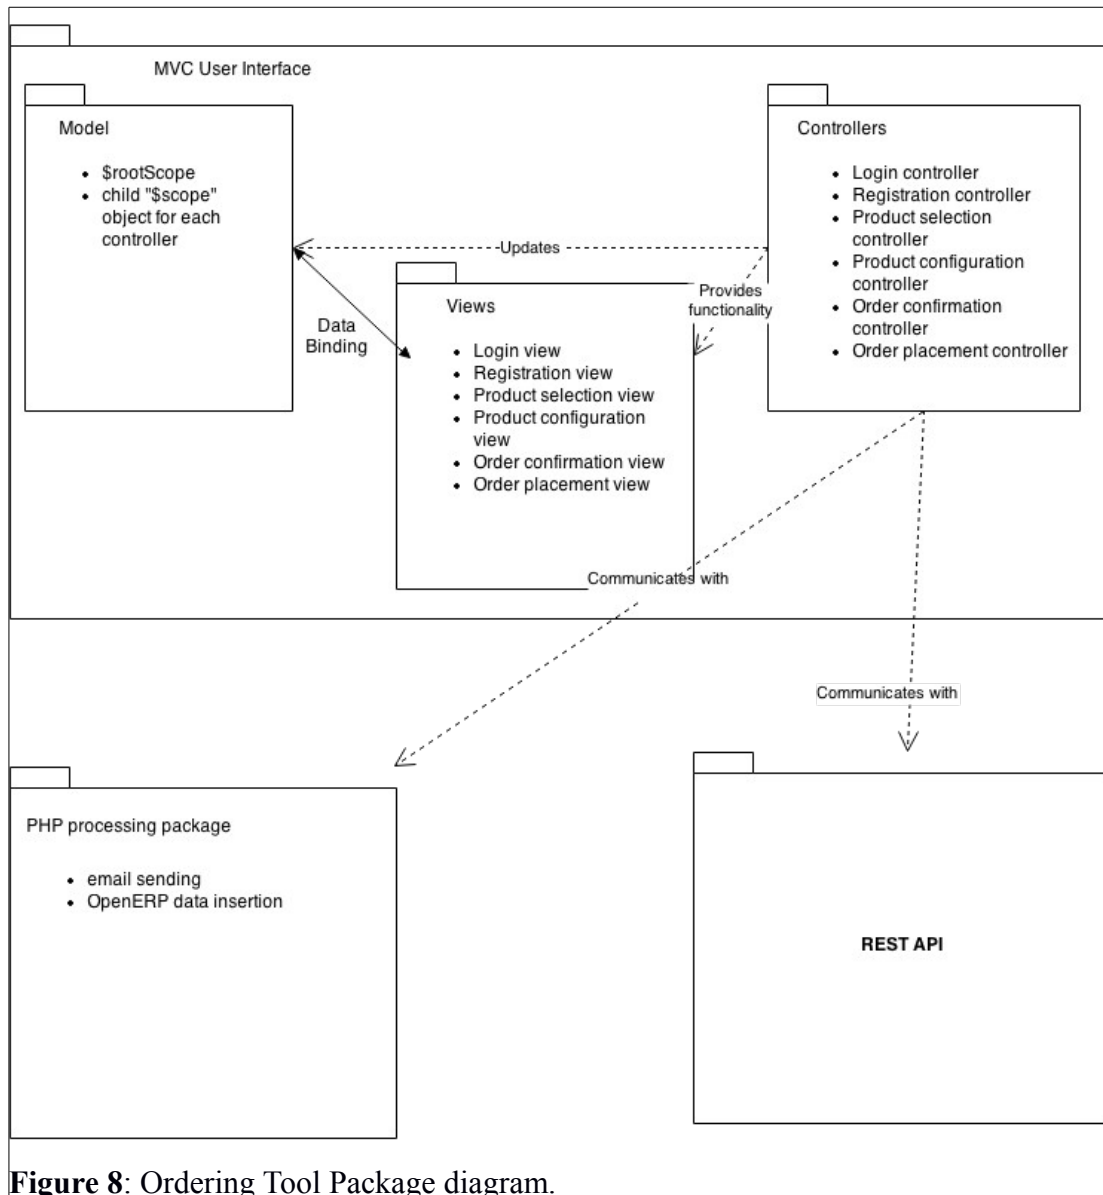 MVC User Interface
Model
• $rootScope
• child "$scope"
object for each
controller
Controllers
• Login controller
• Registration controller
• Product selection
controller
• Product configuration
controller
• Order confirmation
controller
• Order placement controller
Updates
Provides
functionality
Data
Binding
Views
• Login view
• Registration view
• Product selection view
• Product configuration
view
• Order confirmation view
• Order placement view
Communicates with
Communicates with
PHP processing package
• email sending
• OpenERP data insertion
REST API
Figure 8: Ordering Tool Package diagram.